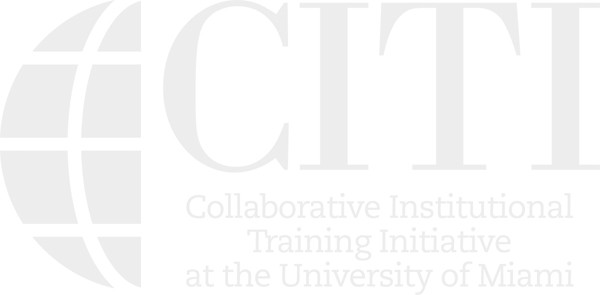 CITI
Collaborative Institutional
Training Initiative
at the University of Miami